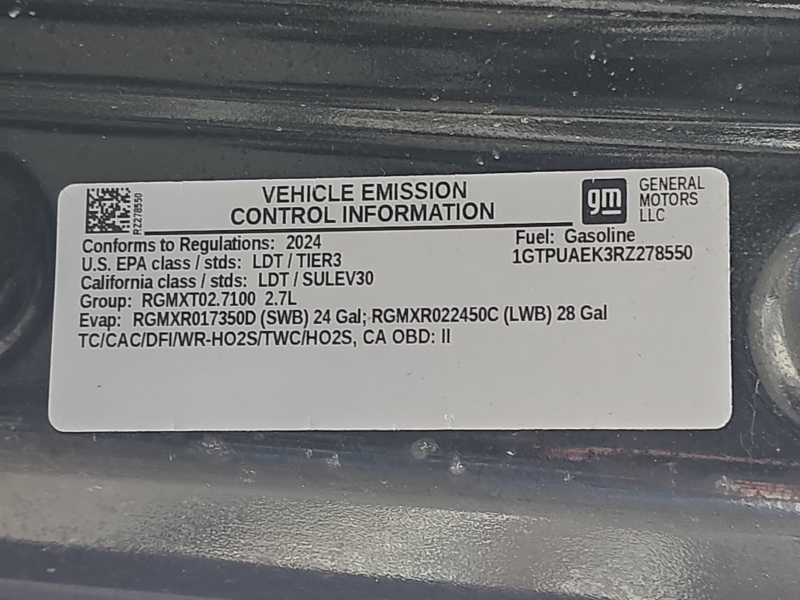 RZ278550
VEHICLE EMISSION
CONTROL INFORMATION
gm
GENERAL
MOTORS
LLC
Conforms to Regulations: 2024
Fuel: Gasoline
U.S. EPA class / stds: LDT / TIER3
1GTPUAEK3RZ278550
California class / stds: LDT / SULEV30
Group: RGMXT02.7100 2.7L
Evap: RGMXR017350D (SWB) 24 Gal; RGMXR022450C (LWB) 28 Gal
TC/CAC/DFI/WR-HO2S/TWC/HO2S, CA OBD: II